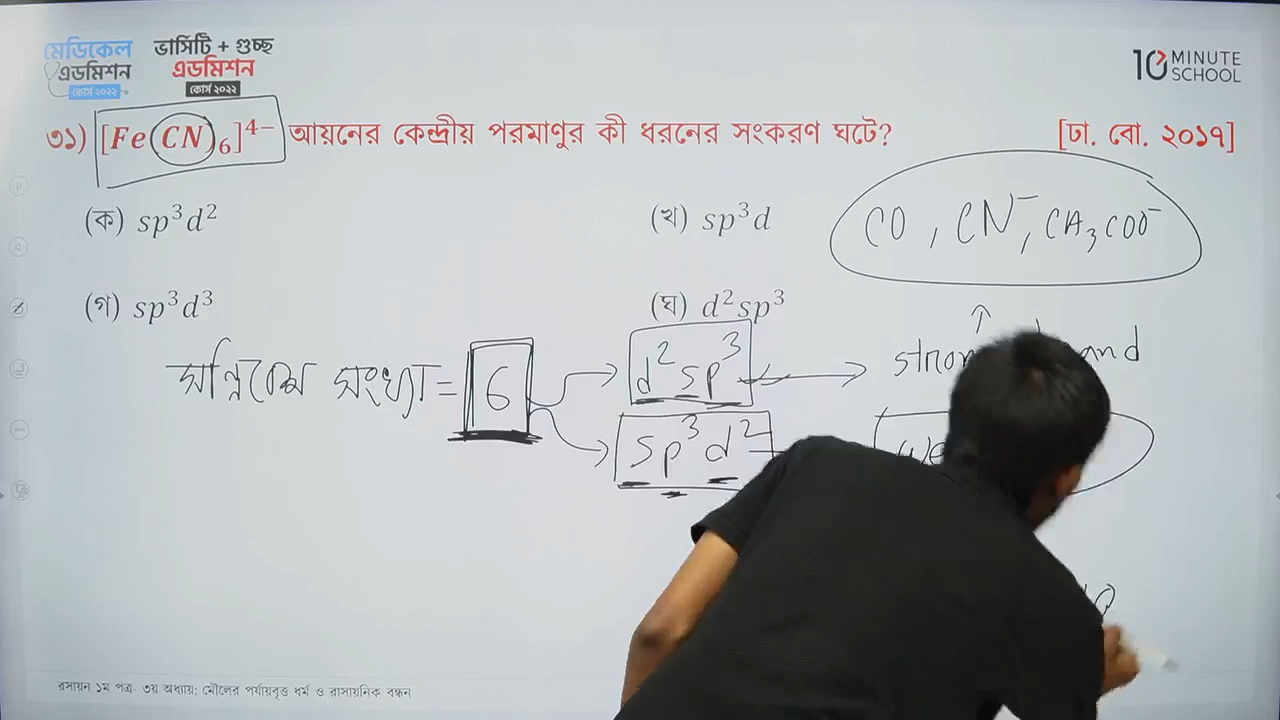 মেডিকেল
এডমিশন
কোর্স ২০২২
ভার্সিটি + গুচ্ছ
এডমিশন
কোর্স ২০২২
10 MINUTE
SCHOOL
৩১) [Fe(CN)₆]⁴⁻ আয়নের কেন্দ্রীয় পরমাণুর কী ধরনের সংকরণ ঘটে? [ঢা. বো. ২০১৭]
(ক) sp³d² (খ) sp³d
CO, CN⁻, CH₃COO⁻
(গ) sp³d³ (ঘ) d²sp³
সন্নিবেশ সংখ্যা = 6
d²sp³
sp³d²
রসায়ন ১ম পত্র- ৩য় অধ্যায়: মৌলের পর্যায়বৃত্ত ধর্ম ও রাসায়নিক বন্ধন